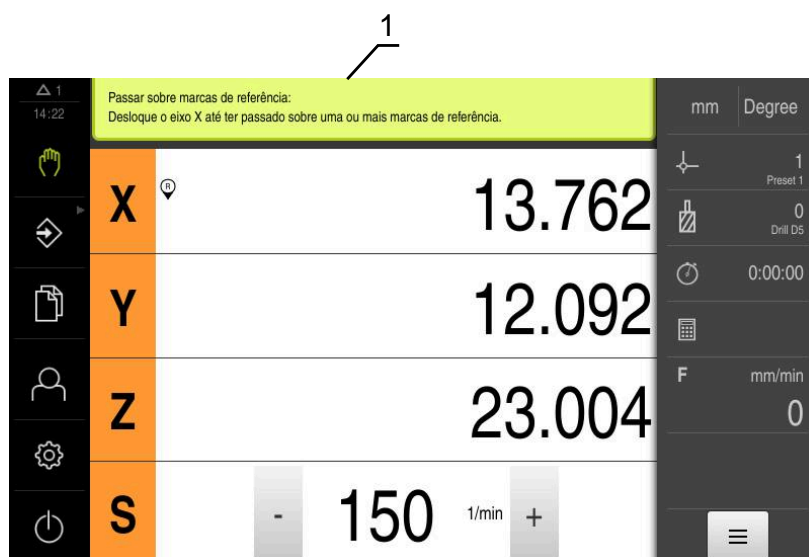 1
△ 1
14:22
Passar sobre marcas de referência:
Desloque o eixo X até ter passado sobre uma ou mais marcas de referência.
mm Degree
1
Preset 1
X R 13.762
0
Drill D5
0:00:00
Y 12.092
F mm/min
0
Z 23.004
S - 150 1/min +